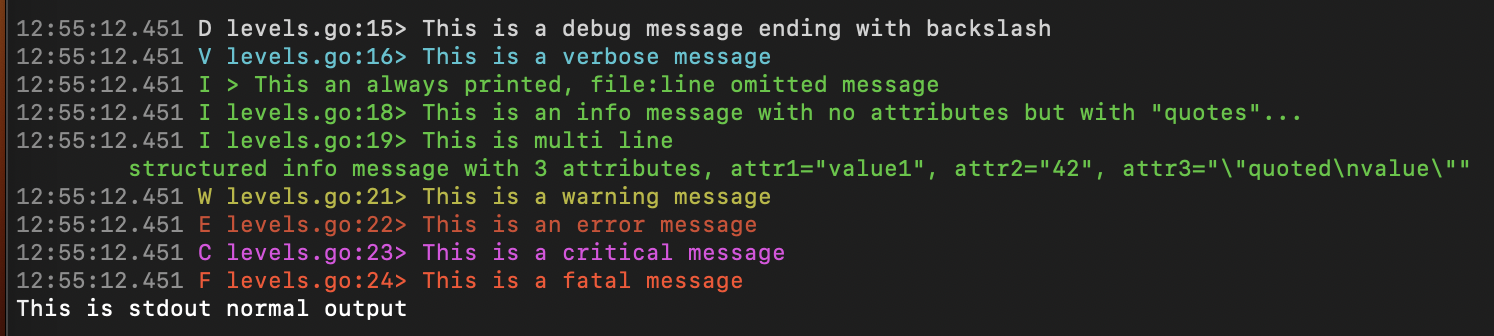 12:55:12.451 D levels.go:15> This is a debug message ending with backslash
12:55:12.451 V levels.go:16> This is a verbose message
12:55:12.451 I > This an always printed, file:line omitted message
12:55:12.451 I levels.go:18> This is an info message with no attributes but with "quotes"...
12:55:12.451 I levels.go:19> This is multi line
        structured info message with 3 attributes, attr1="value1", attr2="42", attr3="\"quoted\nvalue\""
12:55:12.451 W levels.go:21> This is a warning message
12:55:12.451 E levels.go:22> This is an error message
12:55:12.451 C levels.go:23> This is a critical message
12:55:12.451 F levels.go:24> This is a fatal message
This is stdout normal output